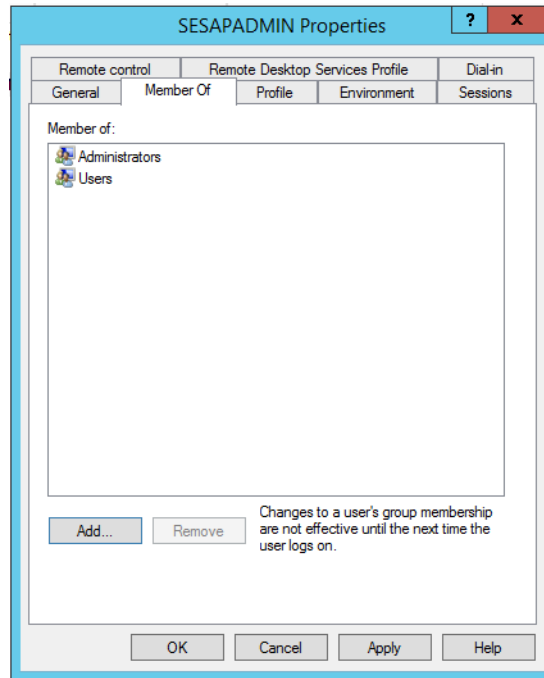 SESAPADMIN Properties
? x
Remote control Remote Desktop Services Profile Dial-in
General Member Of Profile Environment Sessions
Member of:
Administrators
Users
Add... Remove
Changes to a user's group membership
are not effective until the next time the
user logs on.
OK Cancel Apply Help